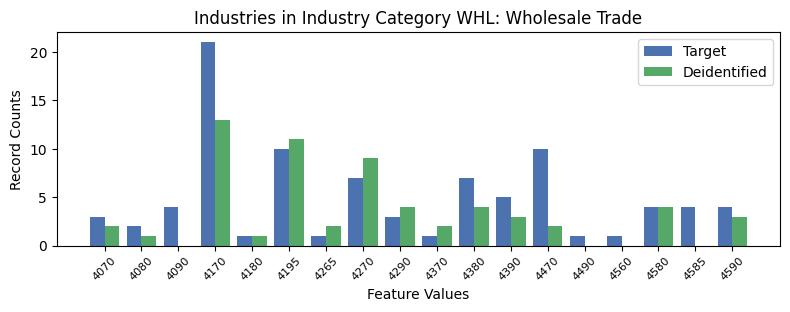 Industries in Industry Category WHL: Wholesale Trade
Target
Deidentified
Record Counts
20
15
10
5
0
4070 4080 4090 4170 4180 4195 4265 4270 4290 4370 4380 4390 4470 4490 4560 4580 4585 4590
Feature Values